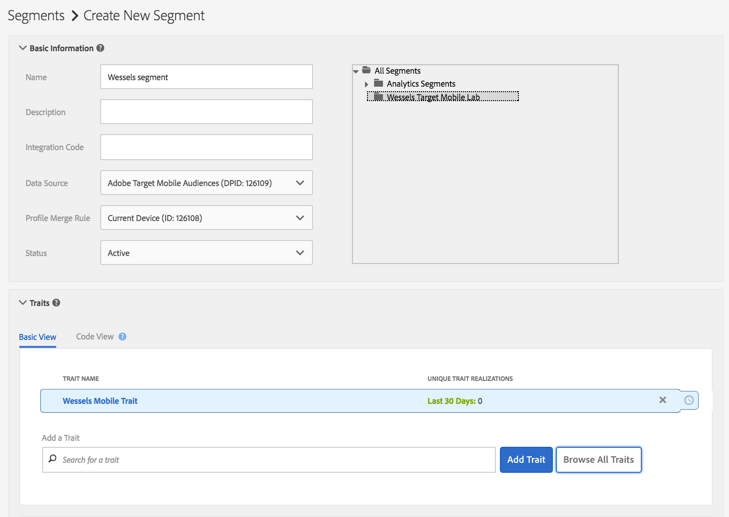 Segments > Create New Segment
Basic Information ?
Name Wessels segment
Description
Integration Code
Data Source Adobe Target Mobile Audiences (DPID: 126109)
Profile Merge Rule Current Device (ID: 126108)
Status Active
All Segments
Analytics Segments
Wessels Target Mobile Lab
Traits ?
Basic View Code View ?
TRAIT NAME UNIQUE TRAIT REALIZATIONS
Wessels Mobile Trait Last 30 Days: 0
Add a Trait
Search for a trait Add Trait Browse All Traits